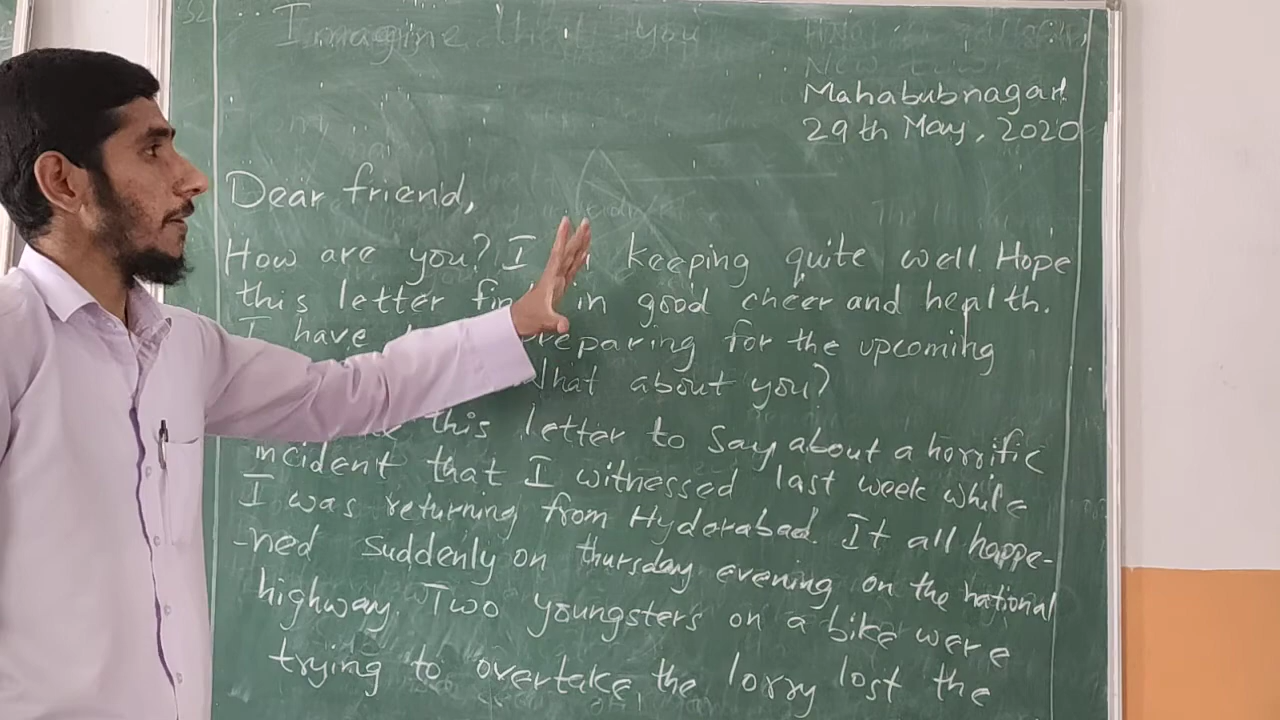 Imagine that you
Mahabubnagar.
29th May, 2020
Dear friend,
How are you? I keeping quite well. Hope
this letter in good cheer and health.
I have preparing for the upcoming
What about you?
this letter to say about a horrific
incident that I witnessed last week while
I was returning from Hyderabad. It all happe-
-ned suddenly on thursday evening on the national
highway. Two youngsters on a bike were
trying to overtake the lorry lost the